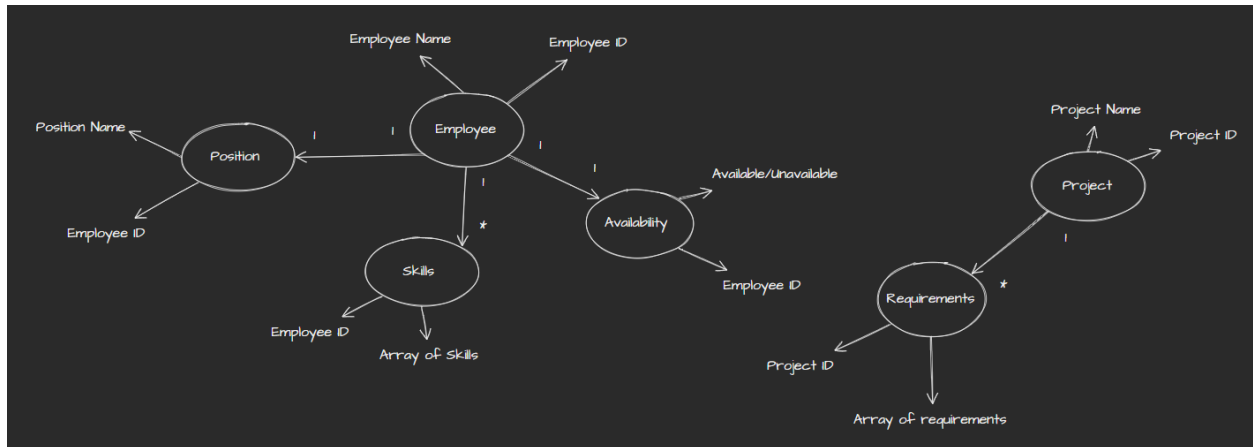 Employee Name
Employee ID
Position Name
Position
1
1
Employee
1
1
1
*
Employee ID
Skills
Employee ID
Array of Skills
Available/Unavailable
Availability
Employee ID
Project Name
Project ID
Project
1
*
Requirements
Project ID
Array of requirements